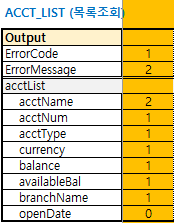 ACCT_LIST (목록조회)
Output
ErrorCode 1
ErrorMessage 2
acctList
acctName 2
acctNum 1
acctType 1
currency 1
balance 1
availableBal 1
branchName 1
openDate 0